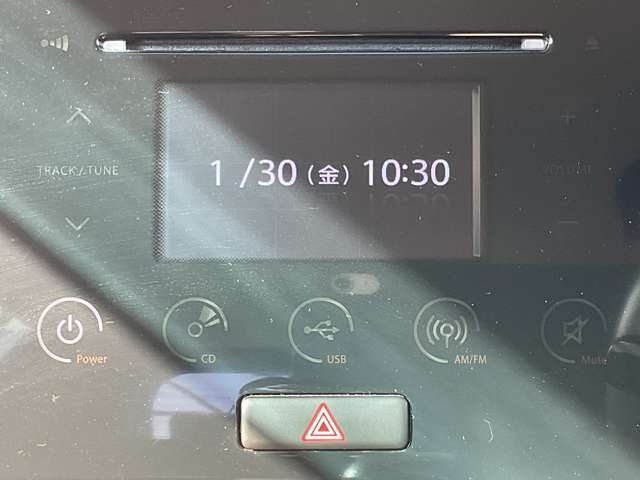 1/30(金) 10:30
TRACK/TUNE
VOLUME
Power
CD
USB
AM/FM
Mute